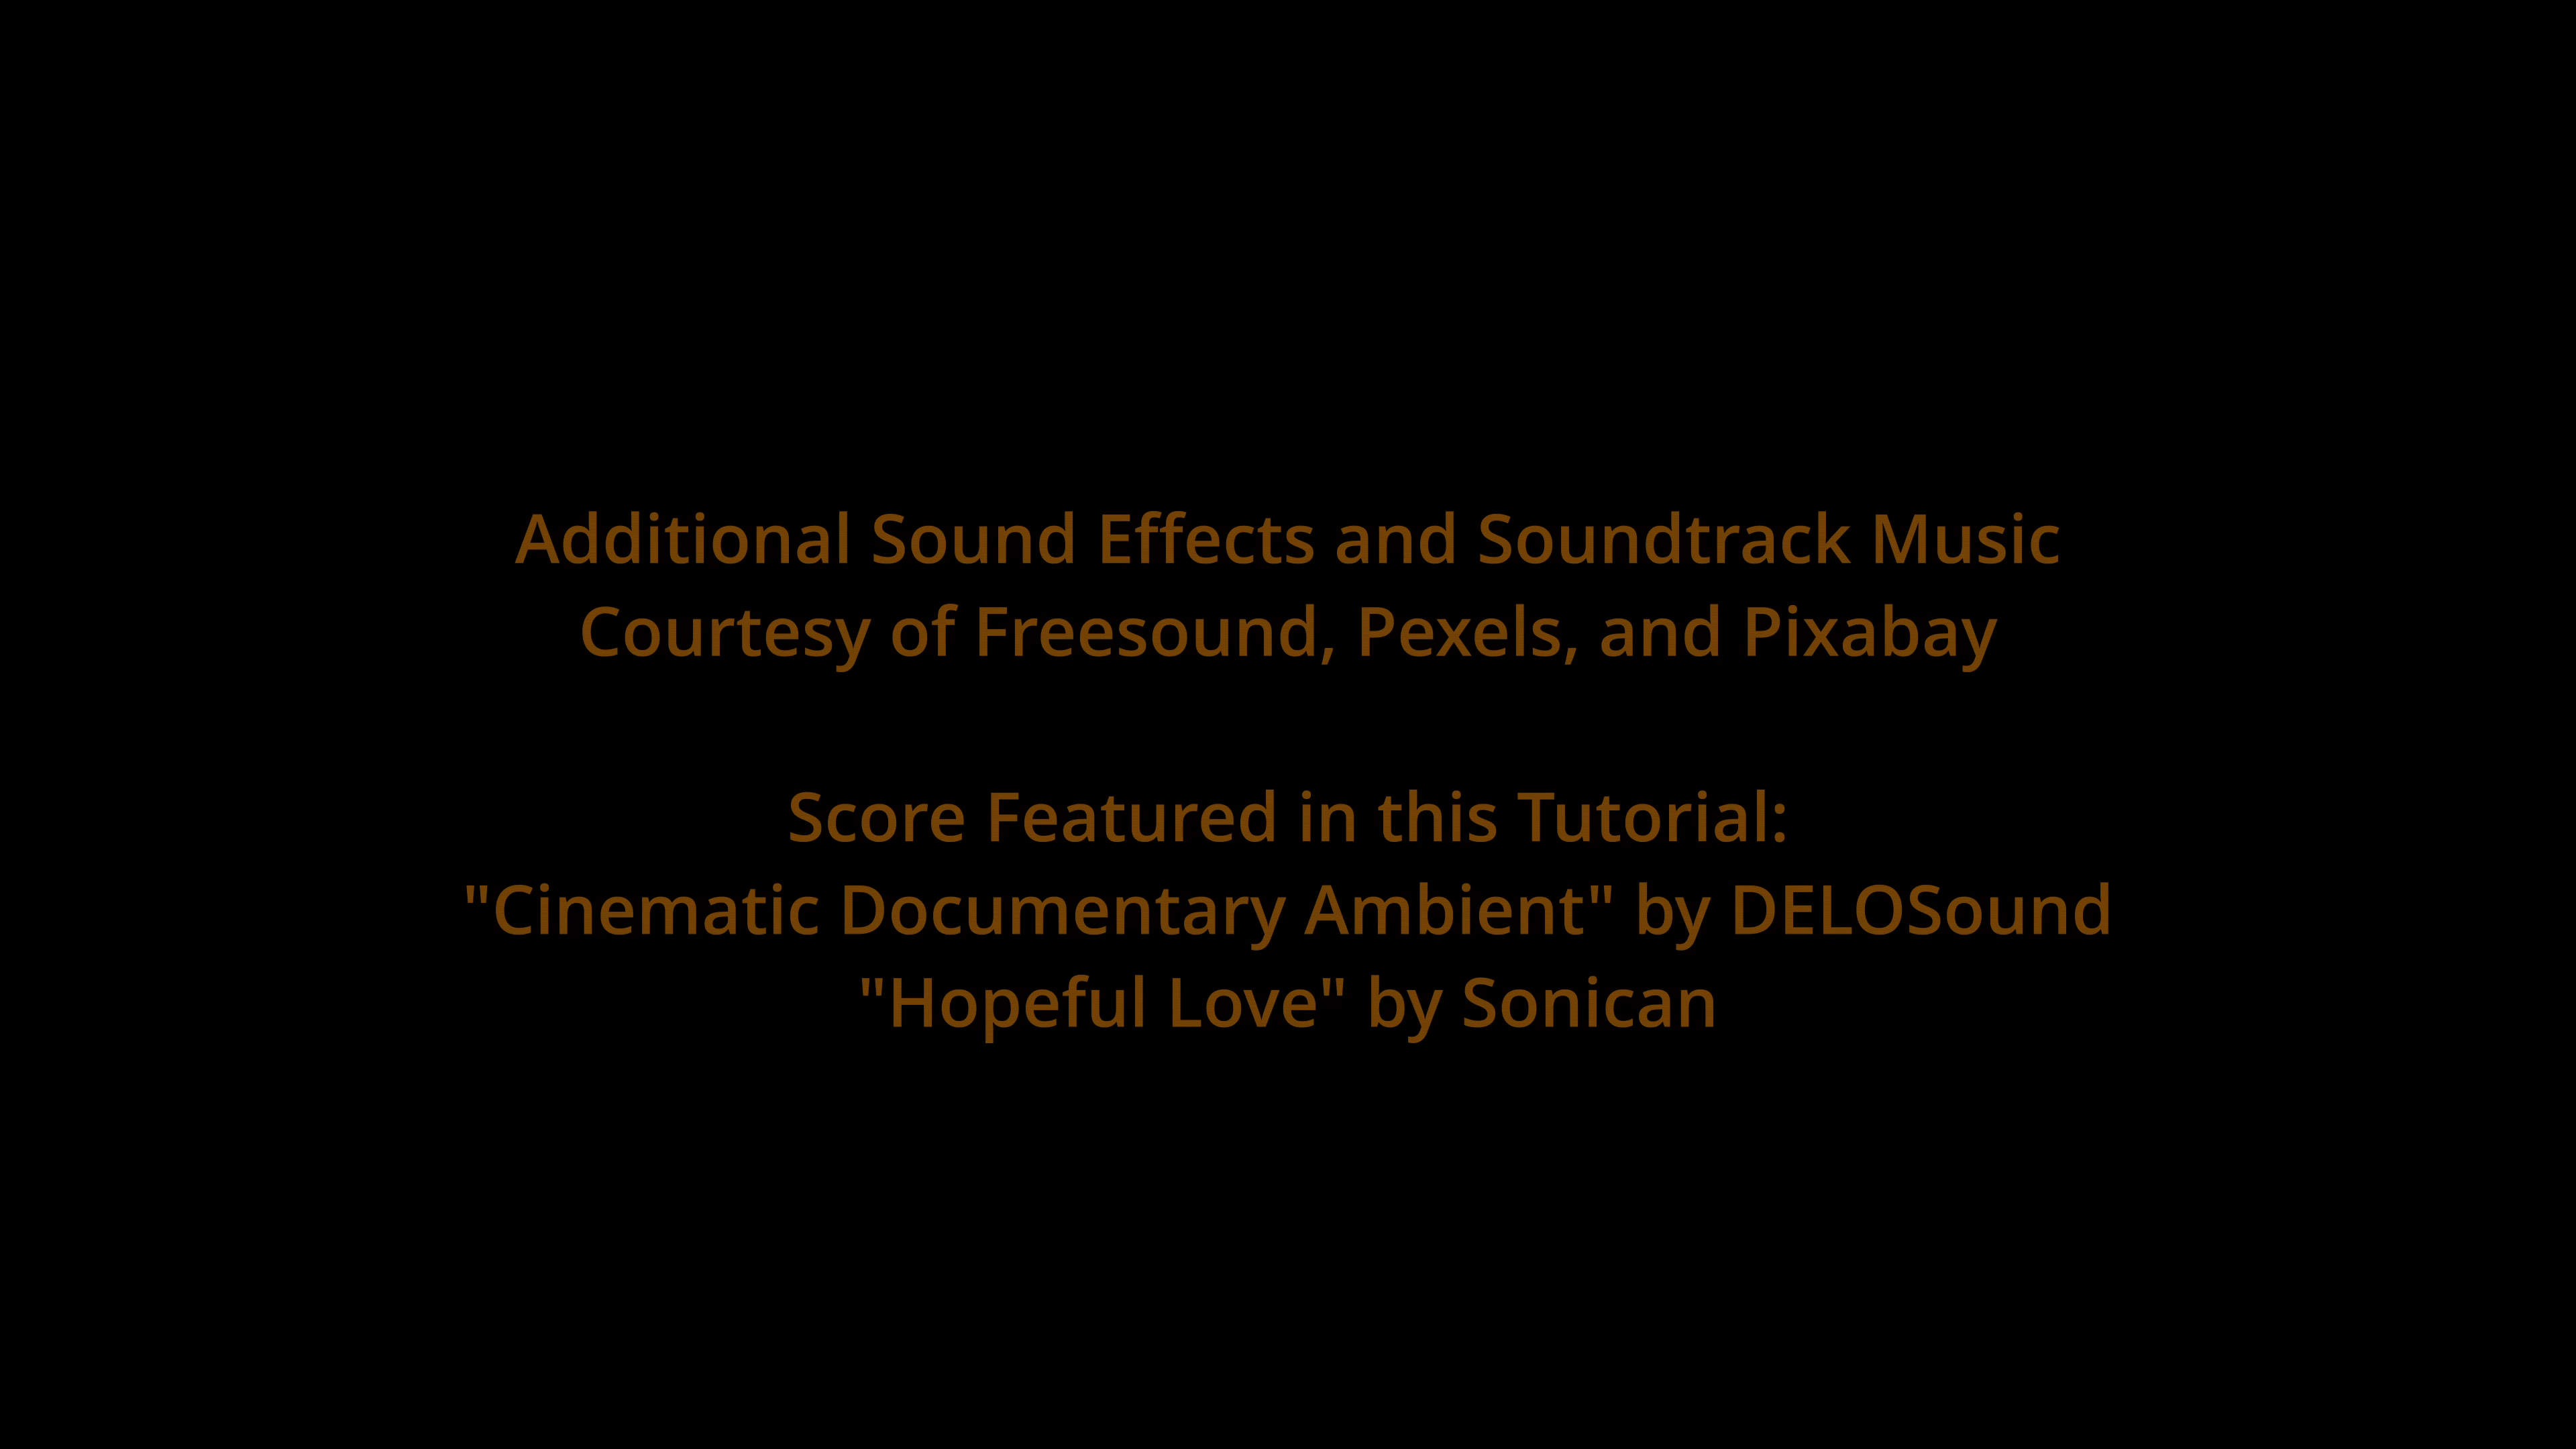 Additional Sound Effects and Soundtrack Music
Courtesy of Freesound, Pexels, and Pixabay
Score Featured in this Tutorial:
"Cinematic Documentary Ambient" by DELOSound
"Hopeful Love" by Sonican